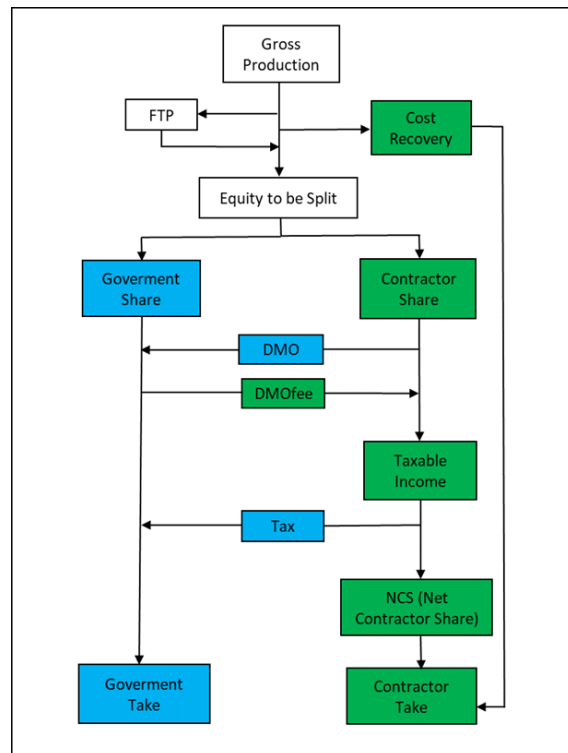 Gross
Production
FTP
Cost
Recovery
Equity to be Split
Goverment
Share
Contractor
Share
DMO
DMOfee
Taxable
Income
Tax
NCS (Net
Contractor Share)
Goverment
Take
Contractor
Take